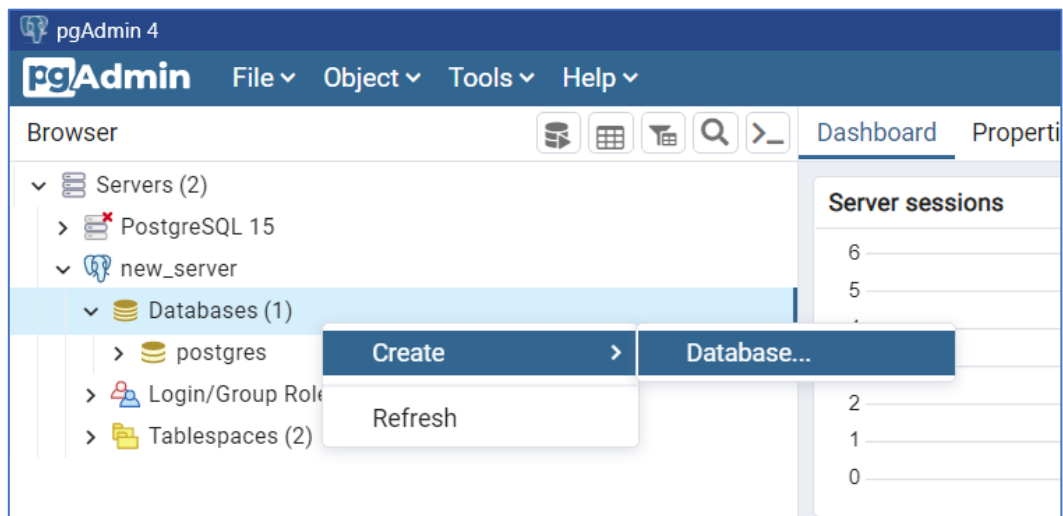 pgAdmin 4
pgAdmin File Object Tools Help
Browser
Dashboard Properti
Servers (2)
PostgreSQL 15
new_server
Databases (1)
postgres
Login/Group Role
Tablespaces (2)
Create
Database...
Refresh
Server sessions
6
5
2
1
0